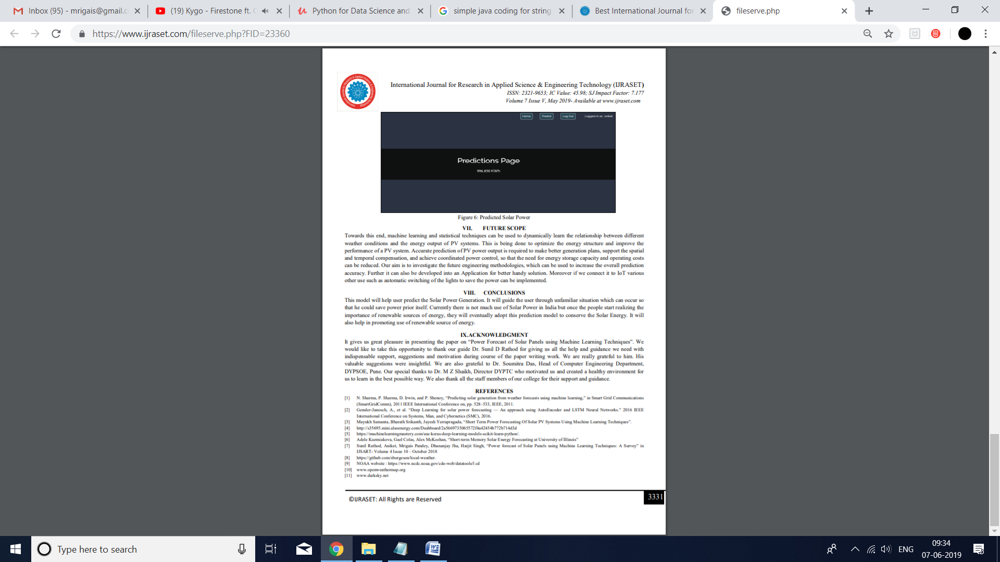 Inbox (95) - mrigais@gmail.c
(19) Kygo - Firestone ft. C
Python for Data Science and
simple java coding for string
Best International Journal for
fileserve.php
https://www.ijraset.com/fileserve.php?FID=23360
International Journal for Research in Applied Science & Engineering Technology (IJRASET)
ISSN: 2321-9653; IC Value: 45.98; SJ Impact Factor: 7.177
Volume 7 Issue V, May 2019- Available at www.ijraset.com
Home Predict Log Out Logged-in as : aniket
Predictions Page
996.850 KWh
Figure 6: Predicted Solar Power
VII. FUTURE SCOPE
Towards this end, machine learning and statistical techniques can be used to dynamically learn the relationship between different
weather conditions and the energy output of PV systems. This is being done to optimize the energy structure and improve the
performance of a PV system. Accurate prediction of PV power output is required to make better generation plans, support the spatial
and temporal compensation, and achieve coordinated power control, so that the need for energy storage capacity and operating costs
can be reduced. Our aim is to investigate the future engineering methodologies, which can be used to increase the overall prediction
accuracy. Further it can also be developed into an Application for better handy solution. Moreover if we connect it to IoT various
other use such as automatic switching of the lights to save the power can be implemented.
VIII. CONCLUSIONS
This model will help user predict the Solar Power Generation. It will guide the user through unfamiliar situation which can occur so
that he could save power prior itself. Currently there is not much use of Solar Power in India but once the people start realizing the
importance of renewable sources of energy, they will eventually adopt this prediction model to conserve the Solar Energy. It will
also help in promoting use of renewable source of energy.
IX.ACKNOWLEDGMENT
It gives us great pleasure in presenting the paper on “Power Forecast of Solar Panels using Machine Learning Techniques”. We
would like to take this opportunity to thank our guide Dr. Sunil D Rathod for giving us all the help and guidance we need with
indispensable support, suggestions and motivation during course of the paper writing work. We are really grateful to him. His
valuable suggestions were insightful. We are also grateful to Dr. Soumitra Das, Head of Computer Engineering Department,
DYPSOE, Pune. Our special thanks to Dr. M Z Shaikh, Director DYPTC who motivated us and created a healthy environment for
us to learn in the best possible way. We also thank all the staff members of our college for their support and guidance.
REFERENCES
[1] N. Sharma, P. Sharma, D. Irwin, and P. Shenoy, “Predicting solar generation from weather forecasts using machine learning,” in Smart Grid Communications
(SmartGridComm), 2011 IEEE International Conference on, pp. 528–533, IEEE, 2011.
[2] Gensler-Janosch, A., et al. “Deep Learning for solar power forecasting — An approach using AutoEncoder and LSTM Neural Networks.” 2016 IEEE
International Conference on Systems, Man, and Cybernetics (SMC), 2016.
[3] Mayukh Samanta, Bharath Srikanth, Jayesh Yerrapragada, “Short Term Power Forecasting Of Solar PV Systems Using Machine Learning Techniques”.
[4] http://s35695.mini.alsoenergy.com/Dashboard/2a5669735065572f4a42454b772b714d3d
[5] https://machinelearningmastery.com/use-keras-deep-learning-models-scikit-learn-python/.
[6] Adele Kuzmiakova, Gael Colas, Alex McKeehan, “Short-term Memory Solar Energy Forecasting at University of Illinois”
[7] Sunil Rathod, Aniket, Mrigais Pandey, Dhananjay Jha, Harjit Singh, “Power forecast of Solar Panels using Machine Learning Techniques: A Survey” in
IJSART- Volume 4 Issue 10 – October 2018
[8] https://github.com/sborgeson/local-weather.
[9] NOAA website : https://www.ncdc.noaa.gov/cdo-web/datatools/l cd
[10] www.openweathermap.org
[11] www.darksky.net
©IJRASET: All Rights are Reserved
3331
Type here to search
ENG
09:34
07-06-2019